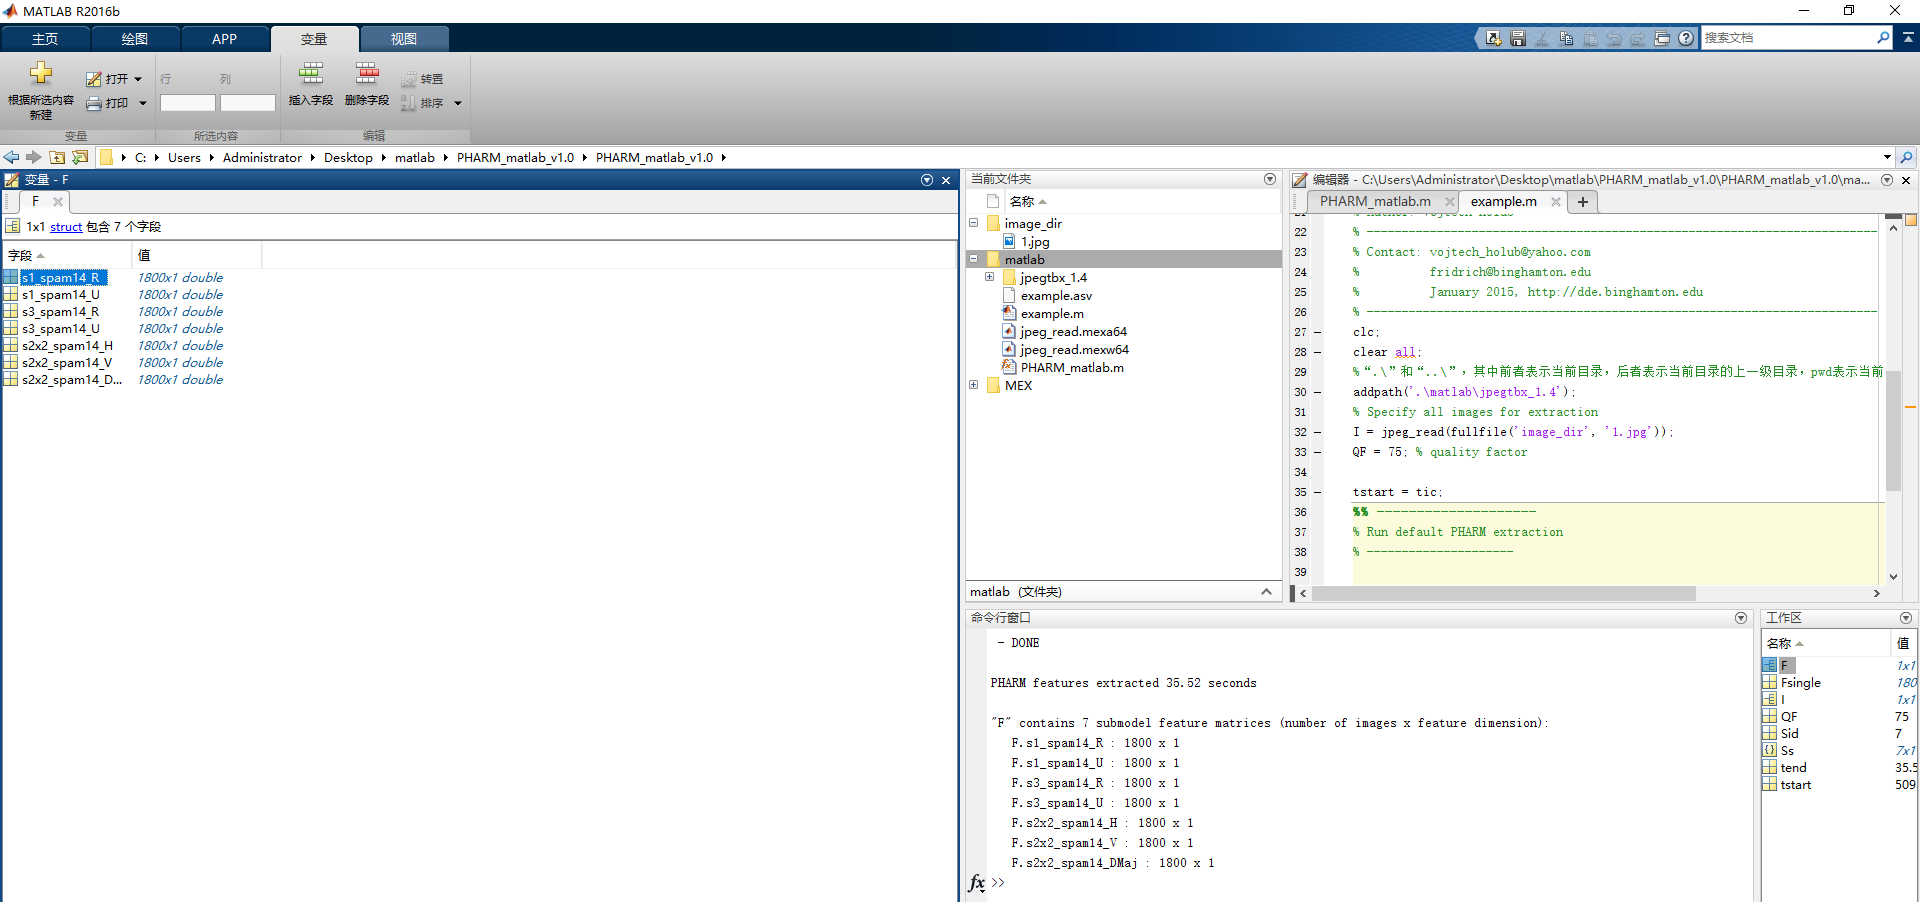 MATLAB R2016b
主页
绘图
APP
变量
视图
搜索文档
根据所选内容
新建
打开
打印
行
列
插入字段
删除字段
转置
排序
变量
所选内容
编辑
C: Users Administrator Desktop matlab PHARM_matlab_v1.0 PHARM_matlab_v1.0
变量 - F
F
1x1 struct 包含 7 个字段
字段 值
s1_spam14_R 1800x1 double
s1_spam14_U 1800x1 double
s3_spam14_R 1800x1 double
s3_spam14_U 1800x1 double
s2x2_spam14_H 1800x1 double
s2x2_spam14_V 1800x1 double
s2x2_spam14_D... 1800x1 double
当前文件夹
名称
image_dir
1.jpg
matlab
jpegtbx_1.4
example.asv
example.m
jpeg_read.mexa64
jpeg_read.mexw64
PHARM_matlab.m
MEX
matlab (文件夹)
编辑器 - C:\Users\Administrator\Desktop\matlab\PHARM_matlab_v1.0\PHARM_matlab_v1.0\ma...
PHARM_matlab.m
example.m
22 % -------------------------------------------------------------------------
23 % Contact: vojtech_holub@yahoo.com
24 % fridrich@binghamton.edu
25 % January 2015, http://dde.binghamton.edu
26 % -------------------------------------------------------------------------
27 - clc;
28 - clear all;
29 %“.\”和“..\”，其中前者表示当前目录，后者表示当前目录的上一级目录，pwd表示当前
30 - addpath('.\matlab\jpegtbx_1.4');
31 % Specify all images for extraction
32 - I = jpeg_read(fullfile('image_dir', '1.jpg'));
33 - QF = 75; % quality factor
34
35 - tstart = tic;
36 %% --------------------
37 % Run default PHARM extraction
38 % ---------------------
39
命令行窗口
- DONE
PHARM features extracted 35.52 seconds
"F" contains 7 submodel feature matrices (number of images x feature dimension):
F.s1_spam14_R : 1800 x 1
F.s1_spam14_U : 1800 x 1
F.s3_spam14_R : 1800 x 1
F.s3_spam14_U : 1800 x 1
F.s2x2_spam14_H : 1800 x 1
F.s2x2_spam14_V : 1800 x 1
F.s2x2_spam14_DMaj : 1800 x 1
fx >>
工作区
名称 值
F 1x1
Fsingle 180
I 1x1
QF 75
Sid 7
Ss 7x1
tend 35.5
tstart 509